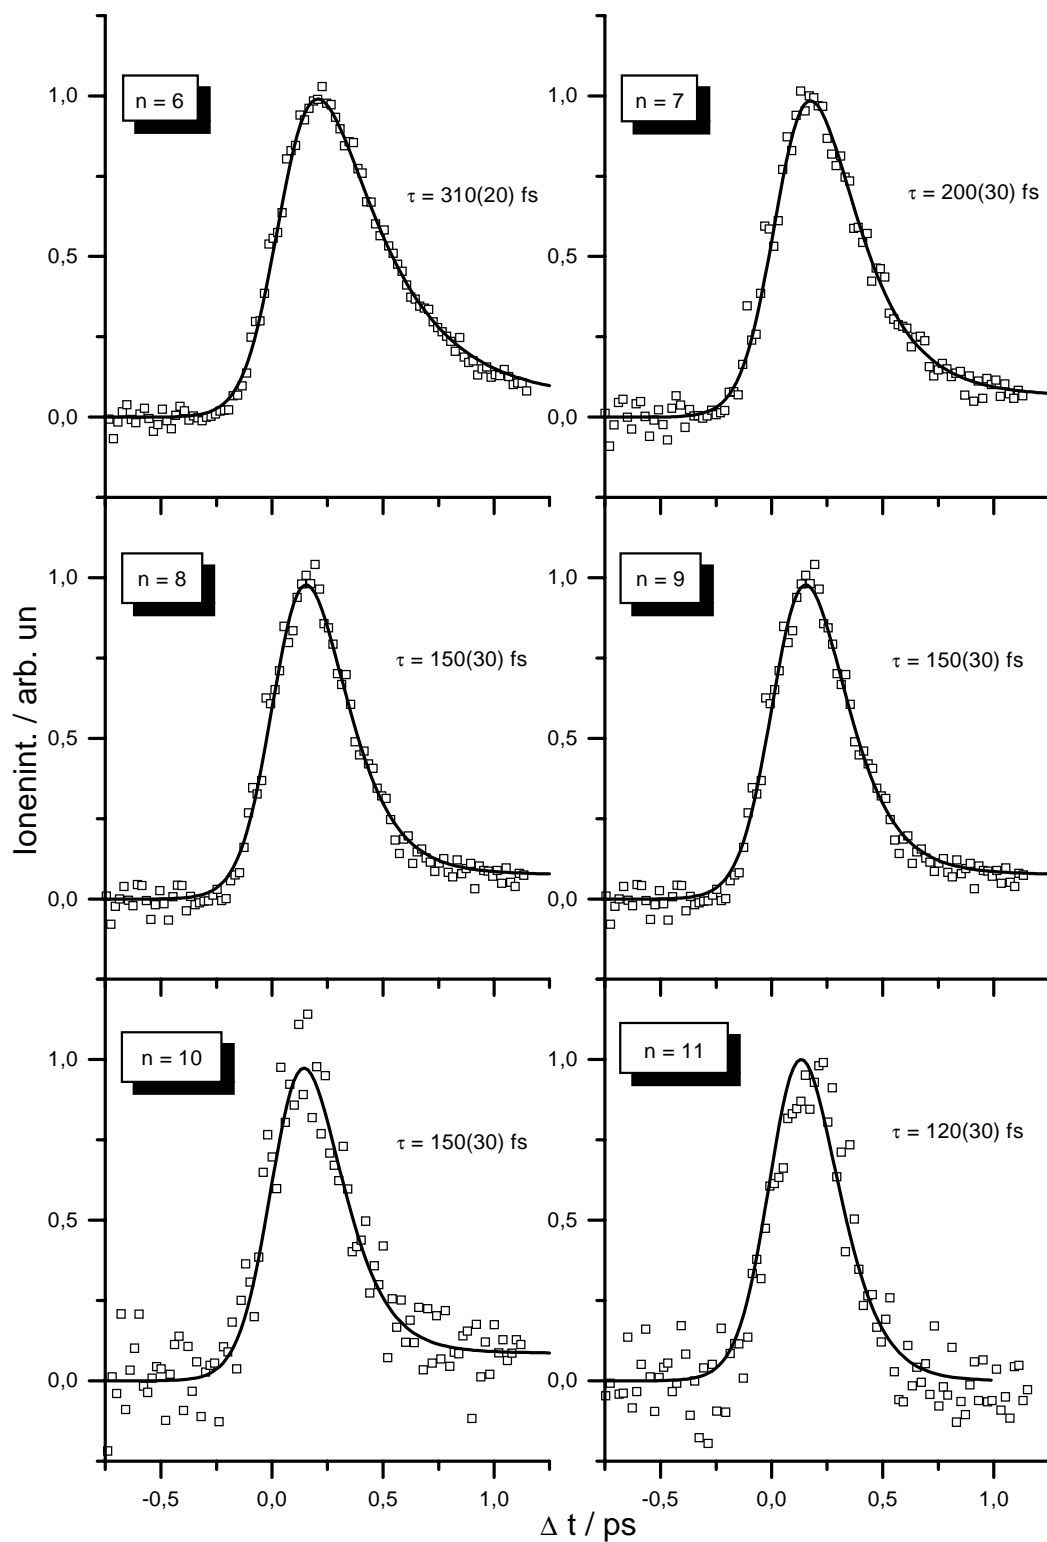 n = 6
n = 7
1,0
1,0
τ = 310(20) fs
τ = 200(30) fs
0,5
0,5
0,0
0,0
n = 8
n = 9
1,0
1,0
τ = 150(30) fs
τ = 150(30) fs
Ionenint. / arb. un
0,5
0,5
0,0
0,0
n = 10
n = 11
1,0
1,0
τ = 150(30) fs
τ = 120(30) fs
0,5
0,5
0,0
0,0
-0,5 0,0 0,5 1,0
-0,5 0,0 0,5 1,0
Δ t / ps